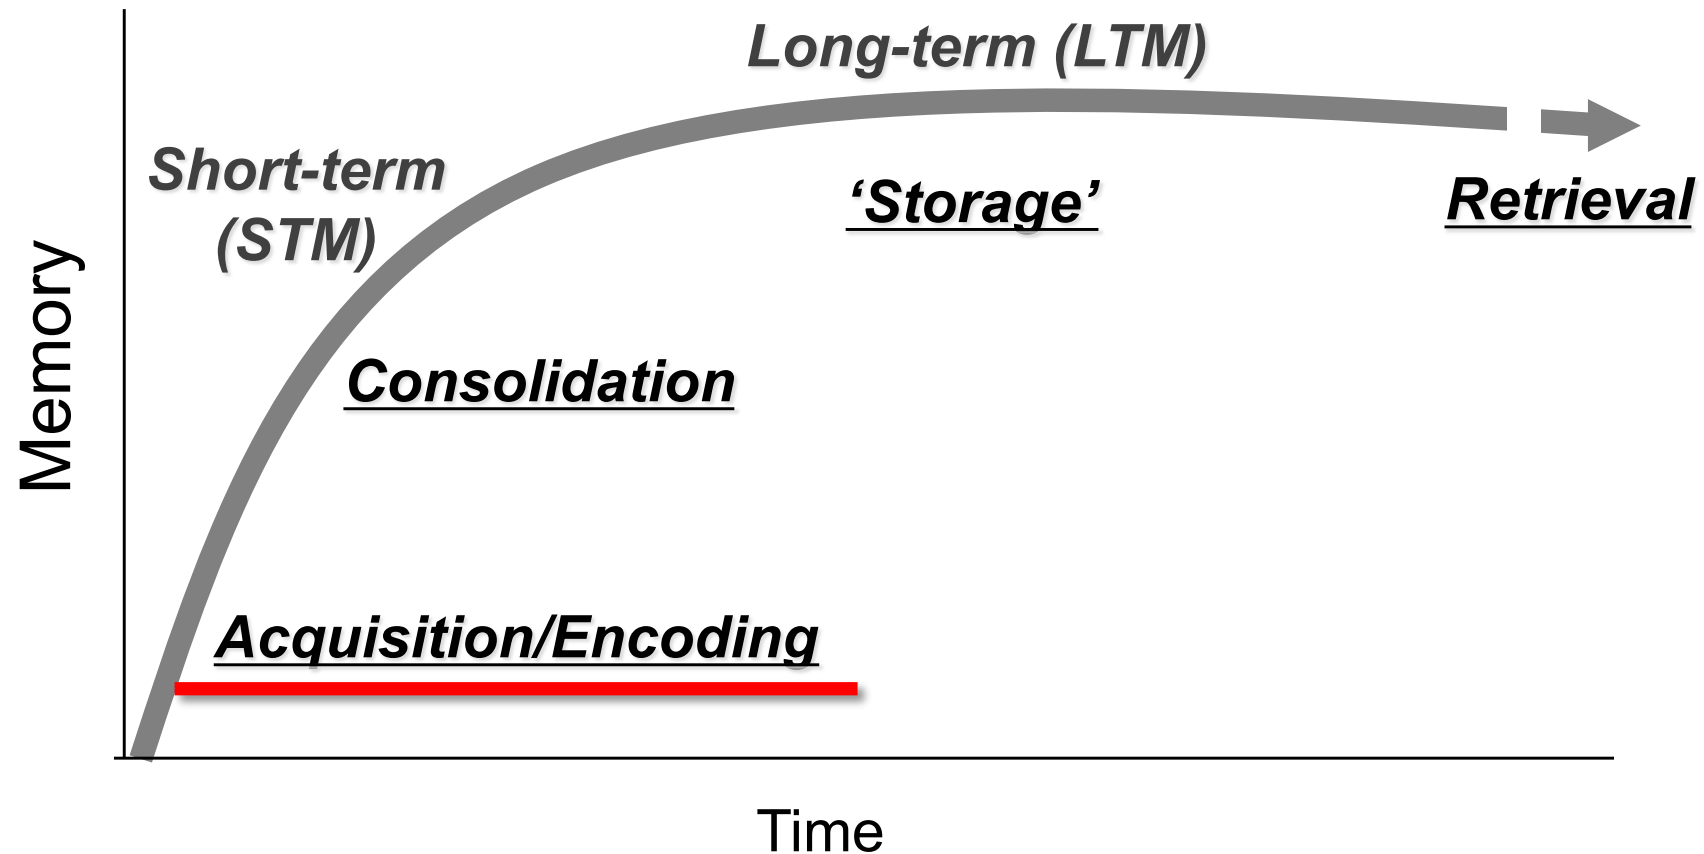 Long-term (LTM)
Short-term
(STM)
‘Storage’
Retrieval
Consolidation
Acquisition/Encoding
Memory
Time